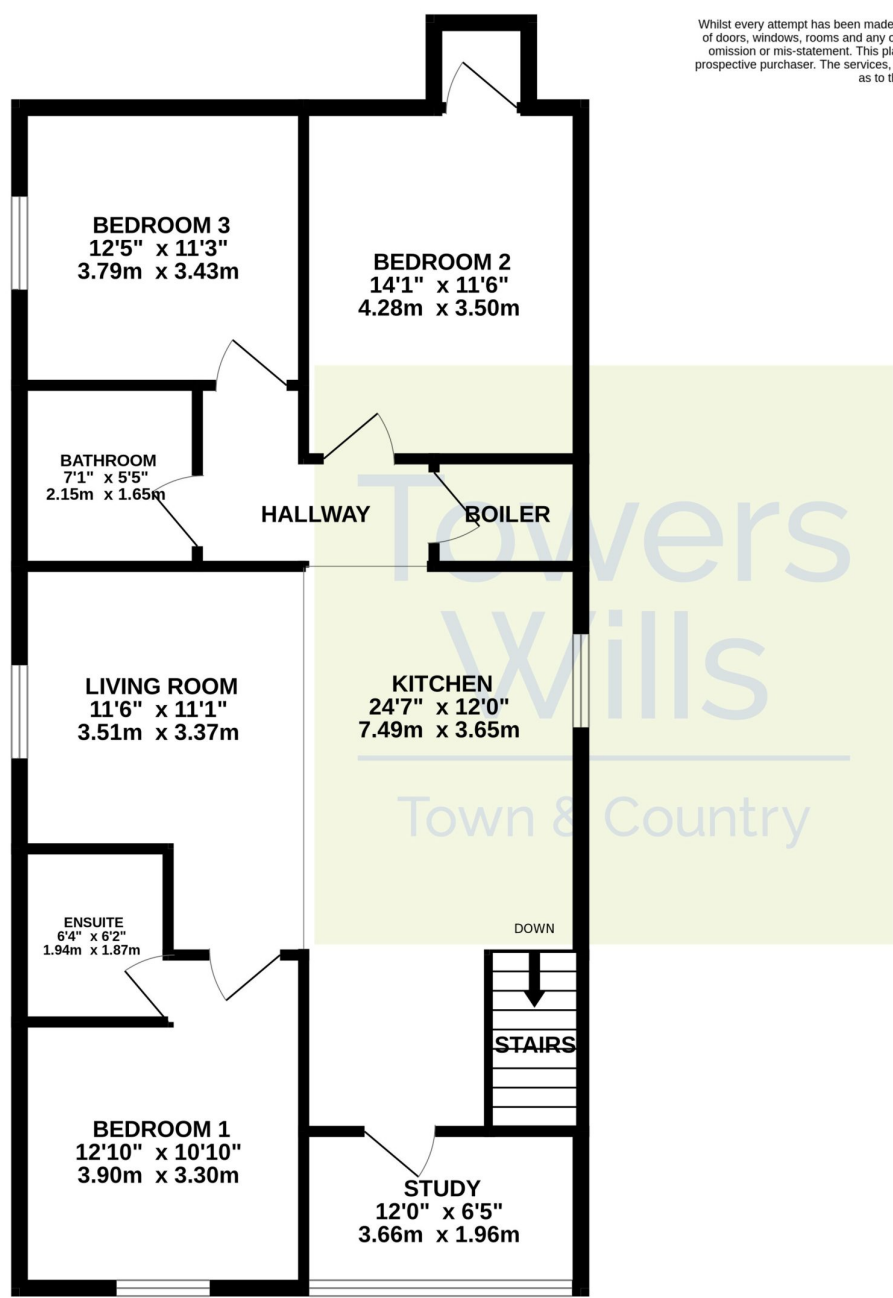 Whilst every attempt has been made
of doors, windows, rooms and any
omission or mis-statement. This
prospective purchaser. The services,
as to
BEDROOM 3
12'5" x 11'3"
3.79m x 3.43m
BEDROOM 2
14'1" x 11'6"
4.28m x 3.50m
BATHROOM
7'1" x 5'5"
2.15m x 1.65m
HALLWAY
BOILER
Towers
Wills
Town & Country
LIVING ROOM
11'6" x 11'1"
3.51m x 3.37m
KITCHEN
24'7" x 12'0"
7.49m x 3.65m
ENSUITE
6'4" x 6'2"
1.94m x 1.87m
DOWN
STAIRS
BEDROOM 1
12'10" x 10'10"
3.90m x 3.30m
STUDY
12'0" x 6'5"
3.66m x 1.96m